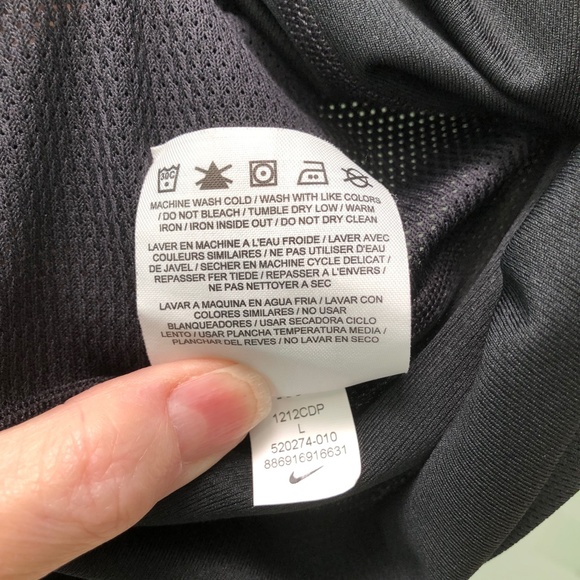 30C
MACHINE WASH COLD / WASH WITH LIKE COLORS
/ DO NOT BLEACH / TUMBLE DRY LOW / WARM
IRON / IRON INSIDE OUT / DO NOT DRY CLEAN
LAVER EN MACHINE A L'EAU FROIDE / LAVER AVEC
COULEURS SIMILAIRES / NE PAS UTILISER D'EAU
DE JAVEL / SECHER EN MACHINE CYCLE DELICAT /
REPASSER FER TIEDE / REPASSER A L'ENVERS /
NE PAS NETTOYER A SEC
LAVAR A MAQUINA EN AGUA FRIA / LAVAR CON
COLORES SIMILARES / NO USAR
BLANQUEADORES / USAR SECADORA CICLO
LENTO / USAR PLANCHA TEMPERATURA MEDIA /
PLANCHAR DEL REVES / NO LAVAR EN SECO
1212CDP
L
520274-010
886916916631